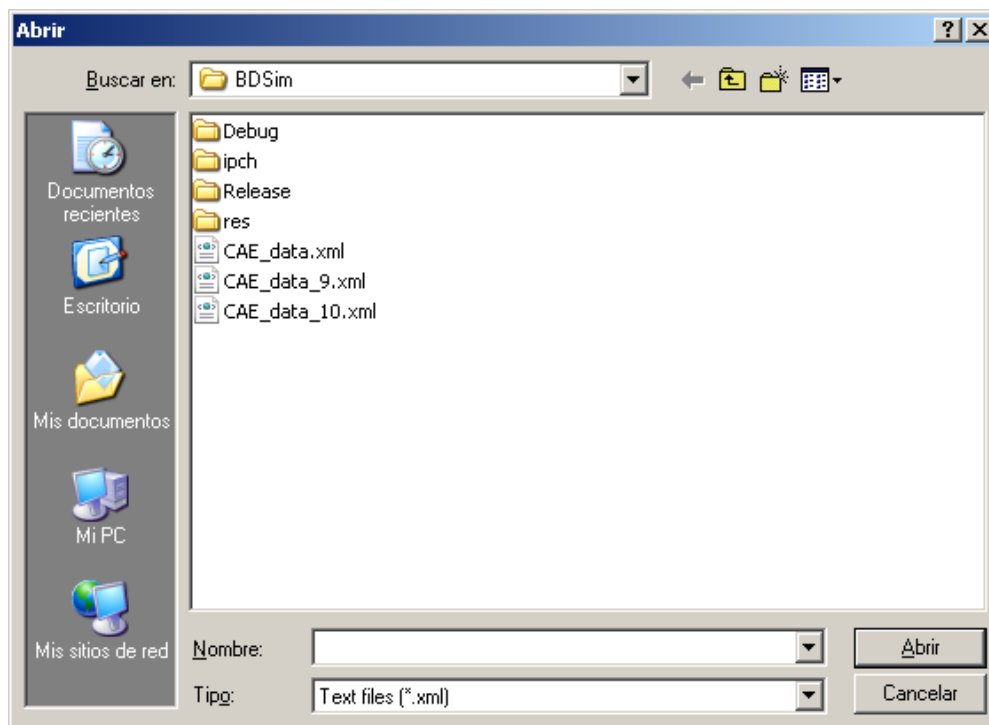 Abrir
Buscar en: BDSim
Documentos
recientes
Escritorio
Mis documentos
Mi PC
Mis sitios de red
Debug
ipch
Release
res
CAE_data.xml
CAE_data_9.xml
CAE_data_10.xml
Nombre: Abrir
Tipo: Text files (*.xml) Cancelar